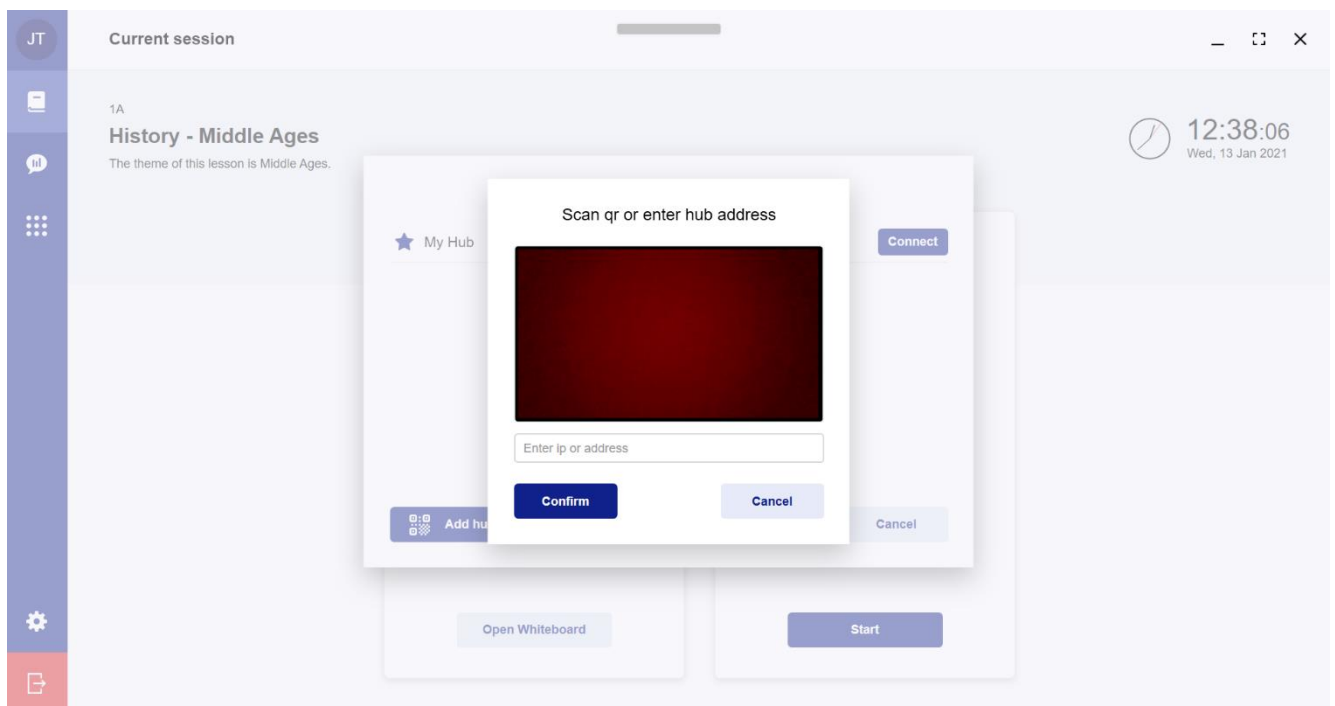 JT
Current session
1A
History - Middle Ages
The theme of this lesson is Middle Ages.
12:38:06
Wed, 13 Jan 2021
Scan qr or enter hub address
My Hub
Connect
Enter ip or address
Confirm
Cancel
Add hu
Cancel
Open Whiteboard
Start